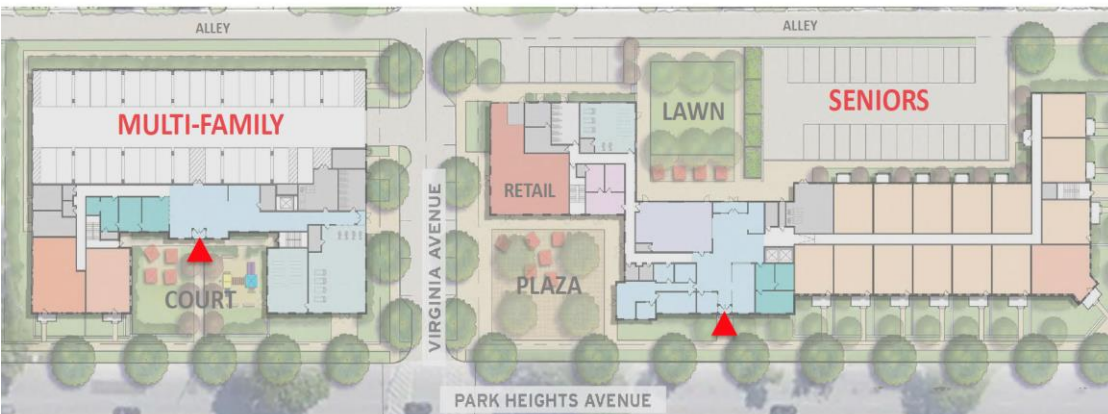 ALLEY
ALLEY
MULTI-FAMILY
LAWN
SENIORS
RETAIL
VIRGINIA AVENUE
COURT
PLAZA
PARK HEIGHTS AVENUE